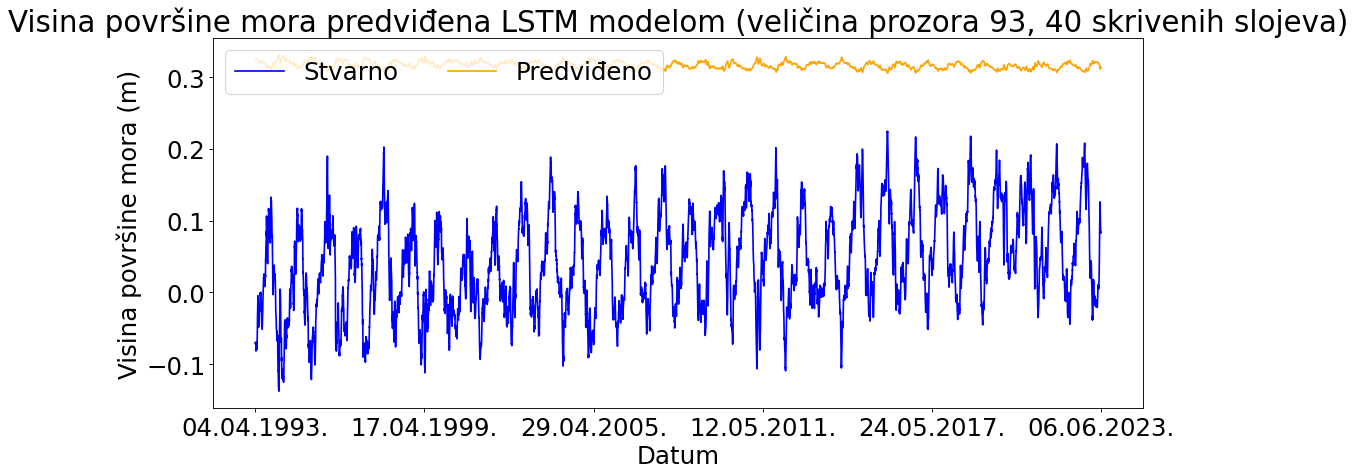 Visina površine mora predviđena LSTM modelom (veličina prozora 93, 40 skrivenih slojeva)
Stvarno Predviđeno
Visina površine mora (m)
0.3
0.2
0.1
0.0
−0.1
04.04.1993. 17.04.1999. 29.04.2005. 12.05.2011. 24.05.2017. 06.06.2023.
Datum